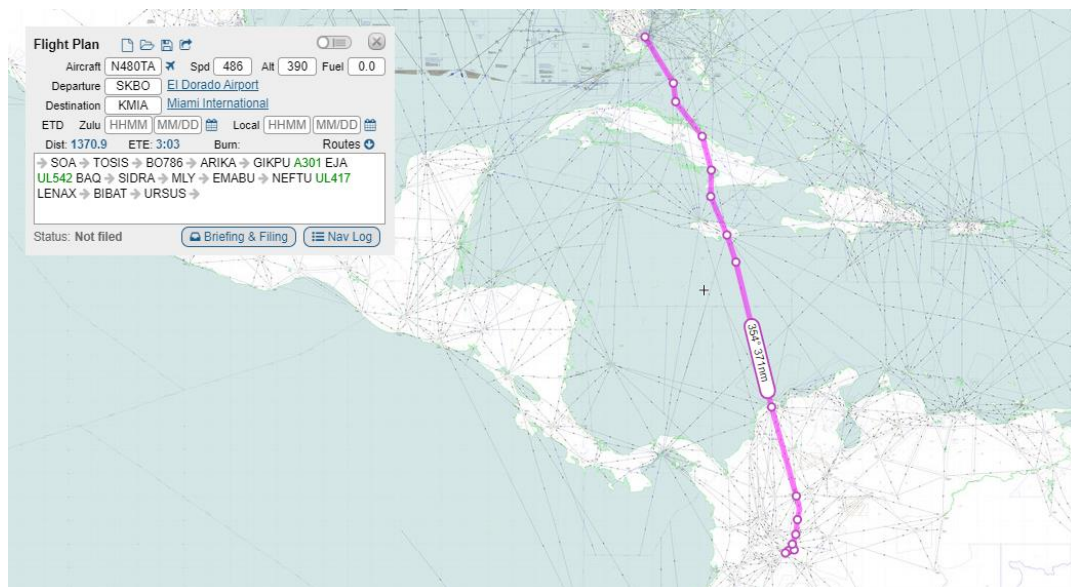 Flight Plan
Aircraft N480TA Spd 486 Alt 390 Fuel 0.0
Departure SKBO El Dorado Airport
Destination KMIA Miami International
ETD Zulu HHMM MM/DD Local HHMM MM/DD
Dist: 1370.9 ETE: 3:03 Burn: Routes
→ SOA → TOSIS → BO786 → ARIKA → GIKPU A301 EJA
UL542 BAQ → SIDRA → MLY → EMABU → NEFTU UL417
LENAX → BIBAT → URSUS →
Status: Not filed Briefing & Filing Nav Log
354° 371nm